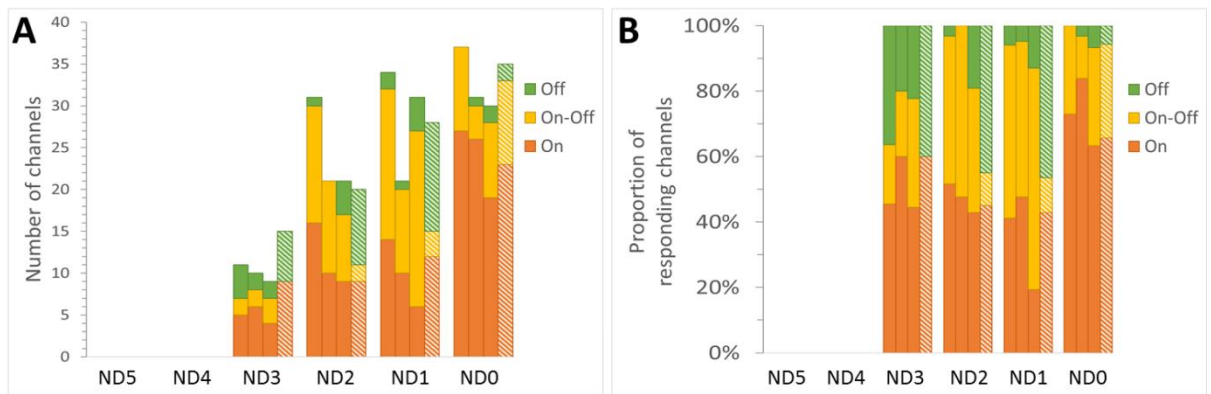 A
Number of channels
40
35
30
25
20
15
10
5
0
ND5 ND4 ND3 ND2 ND1 ND0
Off
On-Off
On
B
Proportion of
responding channels
100%
80%
60%
40%
20%
0%
ND5 ND4 ND3 ND2 ND1 ND0
Off
On-Off
On